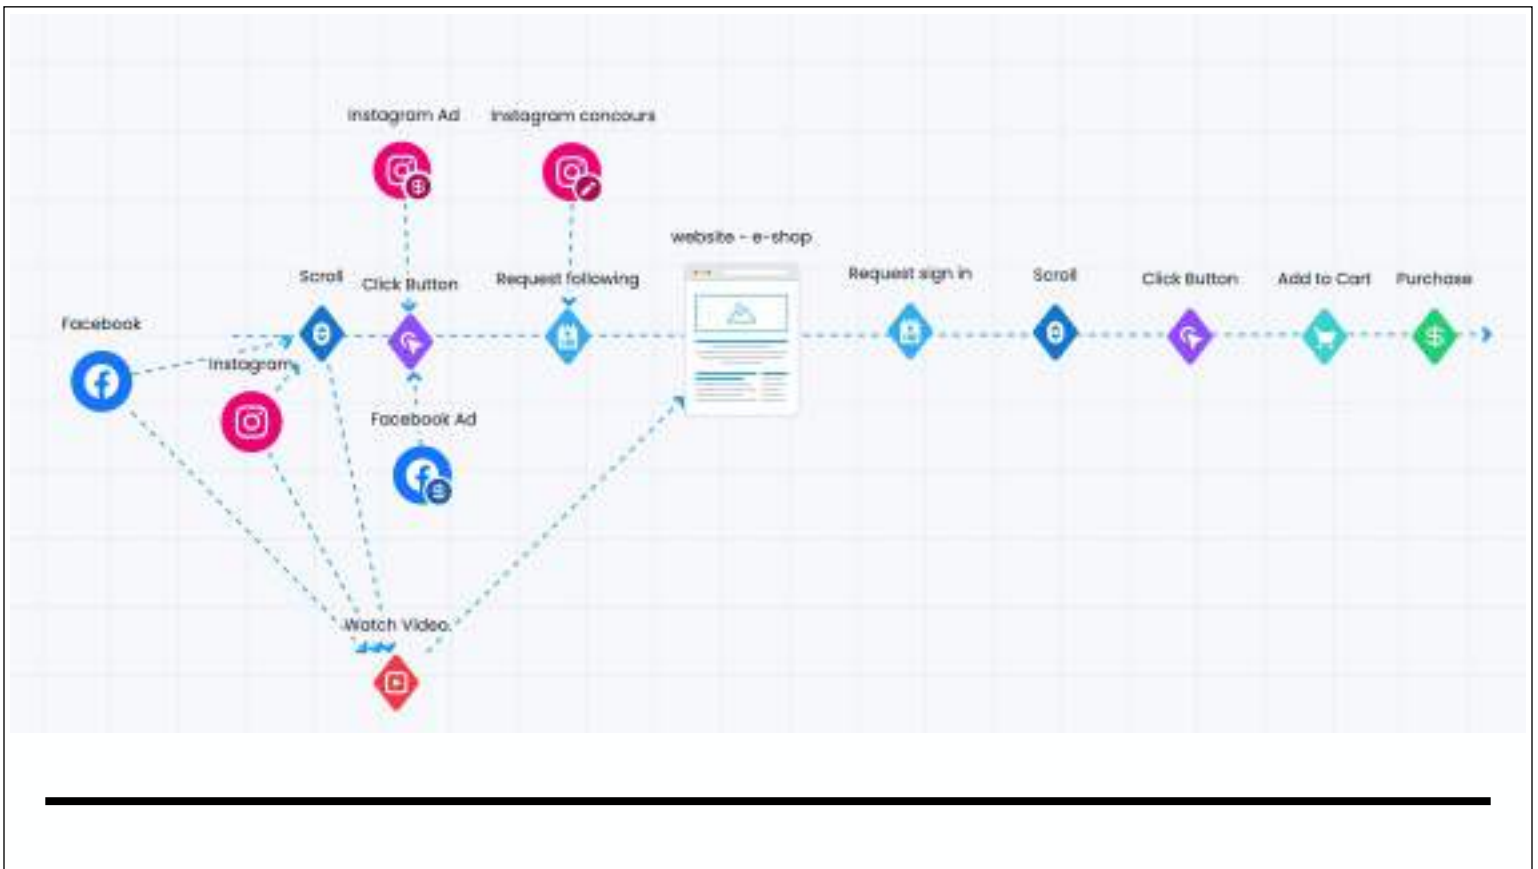 Instagram Ad
Instagram concours
website - e-shop
Scroll
Click Button
Request following
Request sign in
Scroll
Click Button
Add to Cart
Purchase
Facebook
Instagram
Facebook Ad
Watch Video